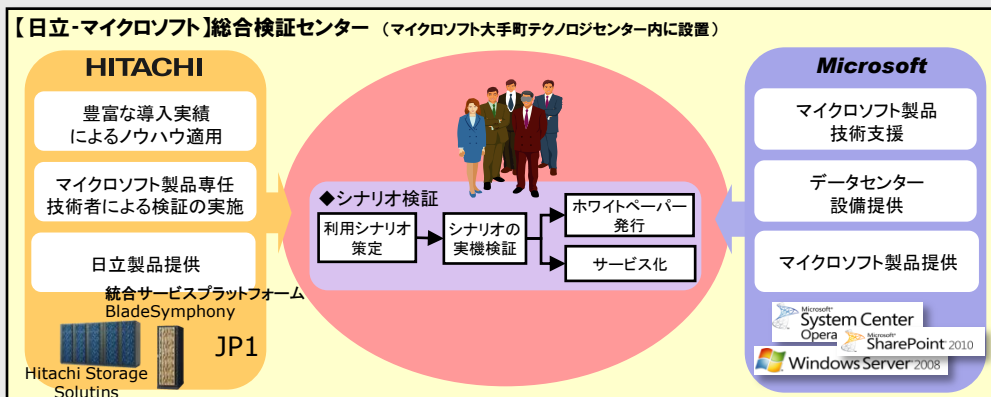 【日立-マイクロソフト】総合検証センター （マイクロソフト大手町テクノロジセンター内に設置）
HITACHI
豊富な導入実績
によるノウハウ適用
マイクロソフト製品専任
技術者による検証の実施
日立製品提供
統合サービスプラットフォーム
BladeSymphony
JP1
Hitachi Storage
Solutins
◆シナリオ検証
利用シナリオ
策定
シナリオの
実機検証
ホワイトペーパー
発行
サービス化
Microsoft
マイクロソフト製品
技術支援
データセンター
設備提供
マイクロソフト製品提供
Microsoft
System Center
Opera
Microsoft
SharePoint 2010
Windows Server 2008